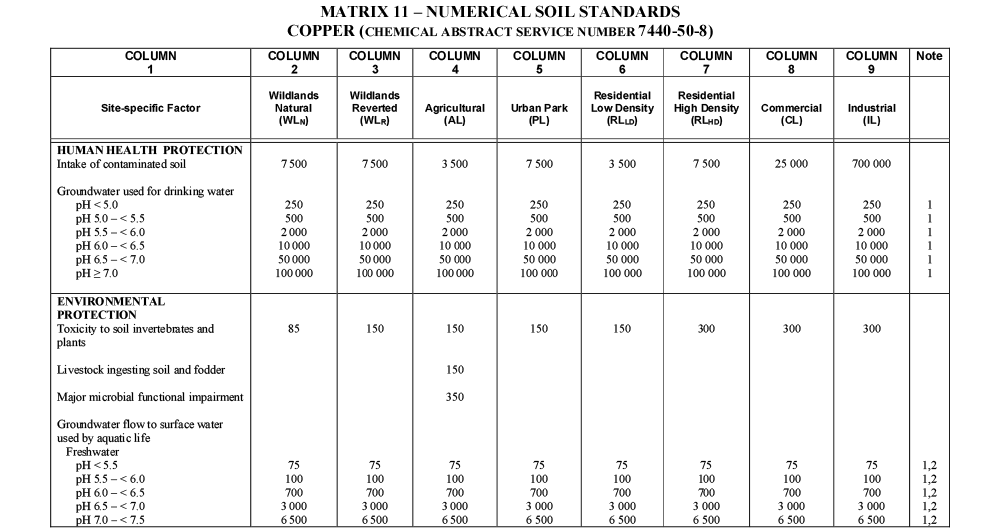 MATRIX 11 – NUMERICAL SOIL STANDARDS
COPPER (CHEMICAL ABSTRACT SERVICE NUMBER 7440-50-8)
COLUMN 1 COLUMN 2 COLUMN 3 COLUMN 4 COLUMN 5 COLUMN 6 COLUMN 7 COLUMN 8 COLUMN 9 Note
Site-specific Factor Wildlands Natural (WLN) Wildlands Reverted (WLR) Agricultural (AL) Urban Park (PL) Residential Low Density (RLLD) Residential High Density (RLHD) Commercial (CL) Industrial (IL)
HUMAN HEALTH PROTECTION
Intake of contaminated soil 7 500 7 500 3 500 7 500 3 500 7 500 25 000 700 000
Groundwater used for drinking water
pH < 5.0 250 250 250 250 250 250 250 250 1
pH 5.0 – < 5.5 500 500 500 500 500 500 500 500 1
pH 5.5 – < 6.0 2 000 2 000 2 000 2 000 2 000 2 000 2 000 2 000 1
pH 6.0 – < 6.5 10 000 10 000 10 000 10 000 10 000 10 000 10 000 10 000 1
pH 6.5 – < 7.0 50 000 50 000 50 000 50 000 50 000 50 000 50 000 50 000 1
pH ≥ 7.0 100 000 100 000 100 000 100 000 100 000 100 000 100 000 100 000 1
ENVIRONMENTAL
PROTECTION
Toxicity to soil invertebrates and 85 150 150 150 150 300 300 300
plants
Livestock ingesting soil and fodder 150
Major microbial functional impairment 350
Groundwater flow to surface water
used by aquatic life
Freshwater
pH < 5.5 75 75 75 75 75 75 75 75 1,2
pH 5.5 – < 6.0 100 100 100 100 100 100 100 100 1,2
pH 6.0 – < 6.5 700 700 700 700 700 700 700 700 1,2
pH 6.5 – < 7.0 3 000 3 000 3 000 3 000 3 000 3 000 3 000 3 000 1,2
pH 7.0 – < 7.5 6 500 6 500 6 500 6 500 6 500 6 500 6 500 6 500 1,2